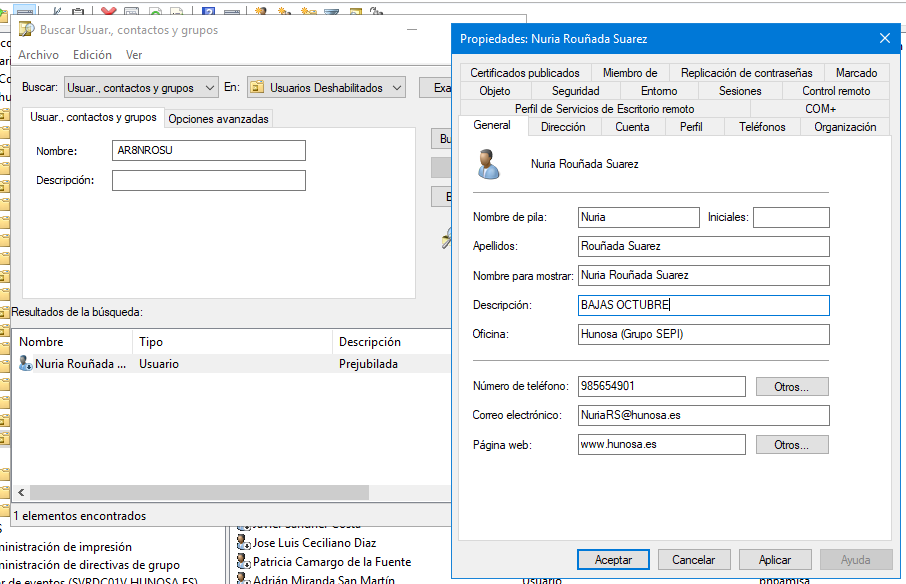 Buscar Usuar., contactos y grupos
Archivo Edición Ver
Buscar: Usuar., contactos y grupos En: Usuarios Deshabilitados Exa
Usuar., contactos y grupos Opciones avanzadas
Nombre: AR8NROSU
Descripción:
Bu
Resultados de la búsqueda:
Nombre Tipo Descripción
Nuria Rouñada ... Usuario Prejubilada
1 elementos encontrados
Propiedades: Nuria Rouñada Suarez
Certificados publicados Miembro de Replicación de contraseñas Marcado
Objeto Seguridad Entorno Sesiones Control remoto
Perfil de Servicios de Escritorio remoto COM+
General Dirección Cuenta Perfil Teléfonos Organización
Nuria Rouñada Suarez
Nombre de pila: Nuria Iniciales:
Apellidos: Rouñada Suarez
Nombre para mostrar: Nuria Rouñada Suarez
Descripción: BAJAS OCTUBRE
Oficina: Hunosa (Grupo SEPI)
Número de teléfono: 985654901 Otros...
Correo electrónico: NuriaRS@hunosa.es
Página web: www.hunosa.es Otros...
Aceptar Cancelar Aplicar Ayuda
ninistración de impresión
ninistración de directivas de grupo
r de eventos (SVRDC01V.HUNOSA.ES)
Javier Sánchez Costa
Jose Luis Ceciliano Diaz
Patricia Camargo de la Fuente
Adrián Miranda San Martín
Usuario